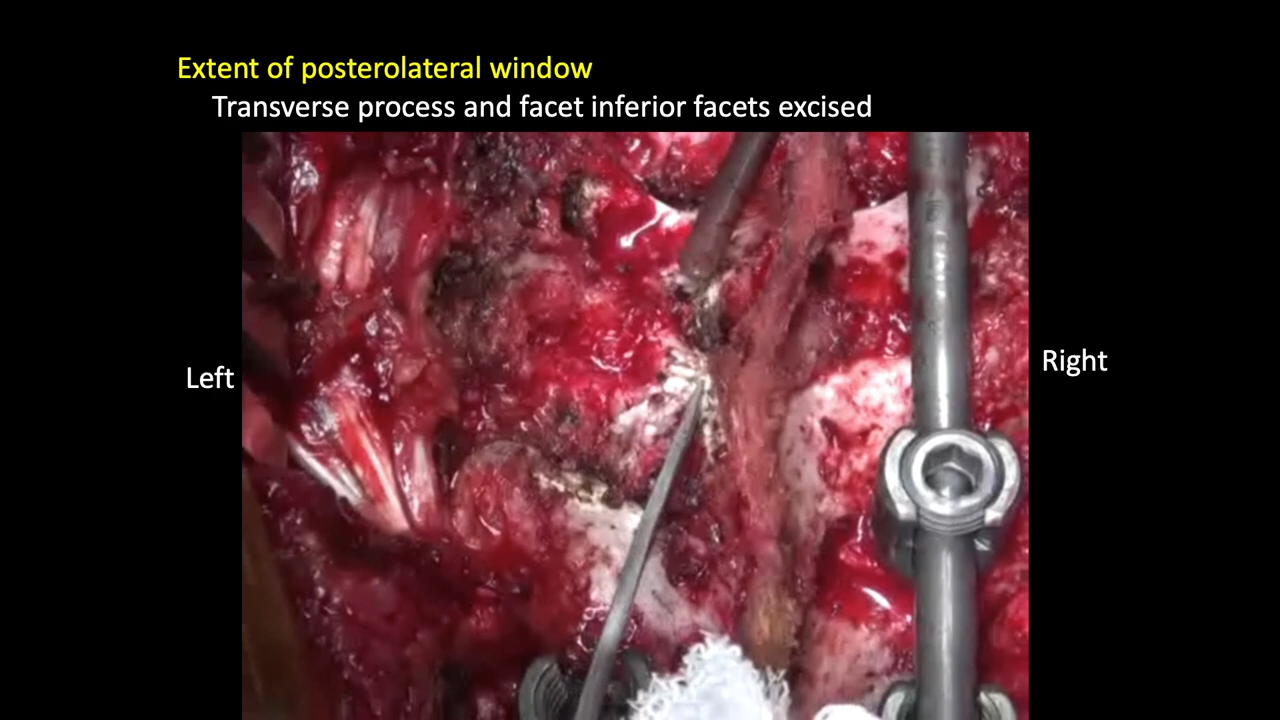 Extent of posterolateral window
Transverse process and facet inferior facets excised
Left
Right